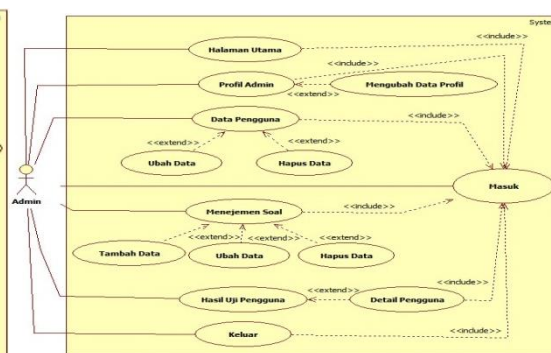 Syste
Halaman Utama
<<include>>
Profil Admin
<<include>>
<<extend>>
Mengubah Data Profil
Data Pengguna
<<include>>
<<extend>>
<<extend>>
Ubah Data
Hapus Data
Admin
Masuk
Menejemen Soal
<<include>>
<<extend>>
<<extend>>
<<extend>>
Tambah Data
Ubah Data
Hapus Data
<<include>>
Hasil Uji Pengguna
<<extend>>
Detail Pengguna
Keluar
<<include>>